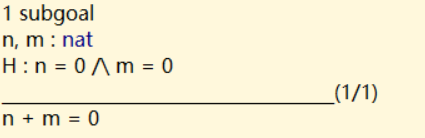 1 subgoal
n, m : nat
H : n = 0 /\ m = 0
______________________________________(1/1)
n + m = 0